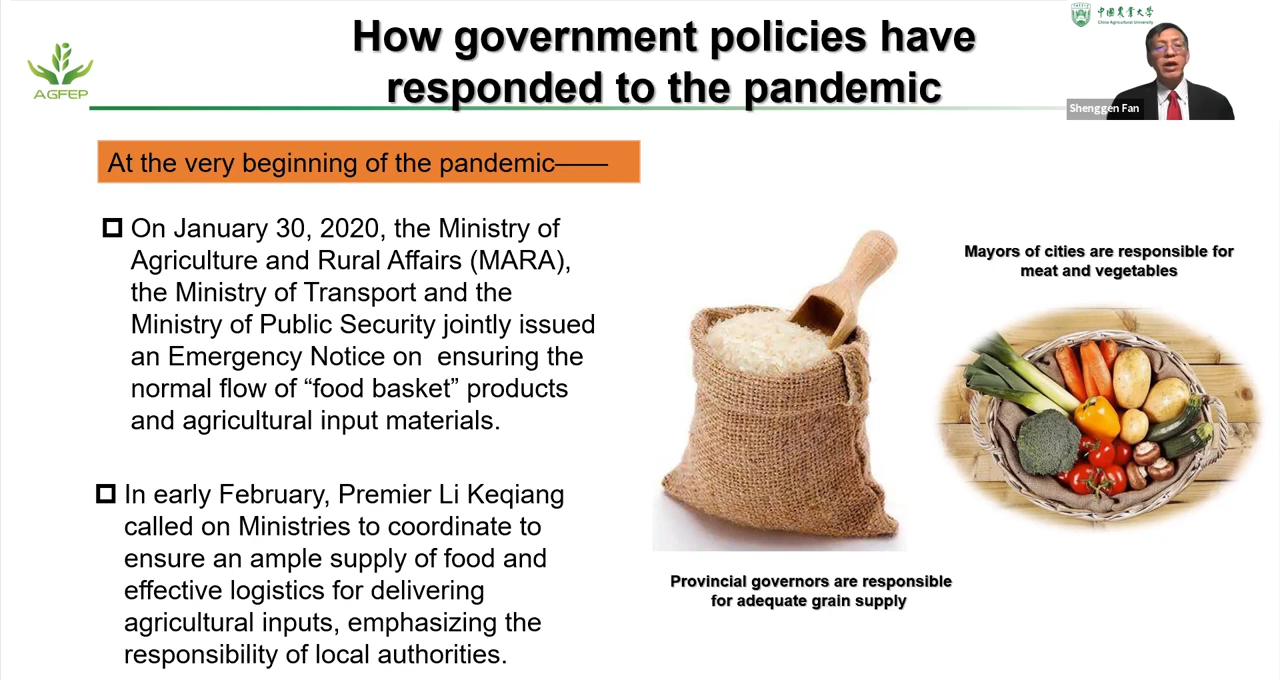 How government policies have
responded to the pandemic
AGFEP
中国农业大学
China Agricultural University
Shenggen Fan
At the very beginning of the pandemic——
On January 30, 2020, the Ministry of
Agriculture and Rural Affairs (MARA),
the Ministry of Transport and the
Ministry of Public Security jointly issued
an Emergency Notice on  ensuring the
normal flow of “food basket” products
and agricultural input materials.
In early February, Premier Li Keqiang
called on Ministries to coordinate to
ensure an ample supply of food and
effective logistics for delivering
agricultural inputs, emphasizing the
responsibility of local authorities.
Mayors of cities are responsible for
meat and vegetables
Provincial governors are responsible
for adequate grain supply